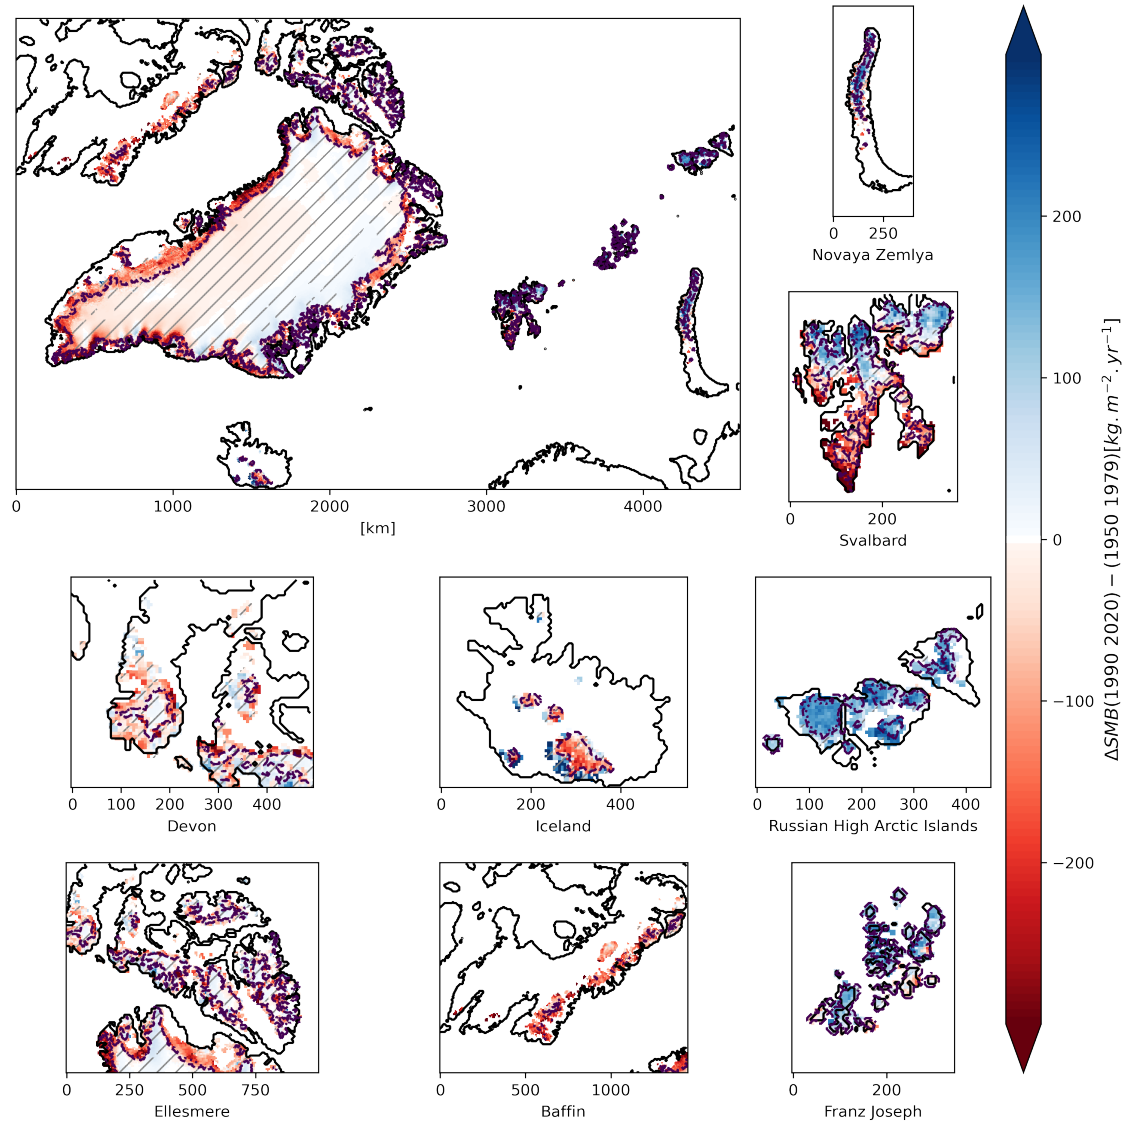 0 1000 2000 3000 4000
[km]
0 250
Novaya Zemlya
0 200
Svalbard
0 100 200 300 400
Devon
0 200 400
Iceland
0 100 200 300 400
Russian High Arctic Islands
0 250 500 750
Ellesmere
0 500 1000
Baffin
0 200
Franz Joseph
200
100
0
−100
−200
ΔSMB(1990 2020) − (1950 1979)[kg. m⁻². yr⁻¹]